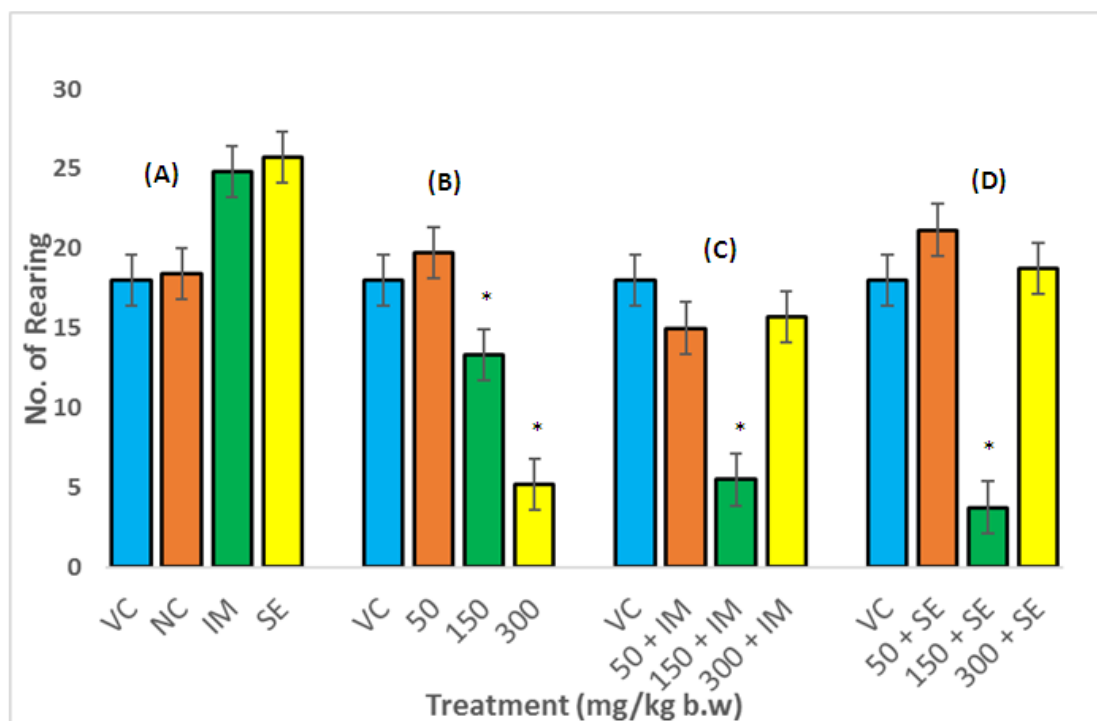 No. of Rearing
30
25
20
15
10
5
0
(A)
(B)
(C)
(D)
*
*
*
*
VC
NC
IM
SE
VC
50
150
300
VC
50 + IM
150 + IM
300 + IM
VC
50 + SE
150 + SE
300 + SE
Treatment (mg/kg b.w)